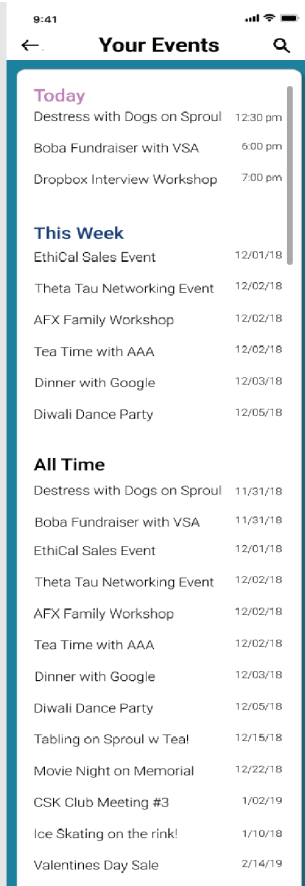 9:41
Your Events
Today
Destress with Dogs on Sproul 12:30 pm
Boba Fundraiser with VSA 6:00 pm
Dropbox Interview Workshop 7:00 pm
This Week
EthiCal Sales Event 12/01/18
Theta Tau Networking Event 12/02/18
AFX Family Workshop 12/02/18
Tea Time with AAA 12/02/18
Dinner with Google 12/03/18
Diwali Dance Party 12/05/18
All Time
Destress with Dogs on Sproul 11/31/18
Boba Fundraiser with VSA 11/31/18
EthiCal Sales Event 12/01/18
Theta Tau Networking Event 12/02/18
AFX Family Workshop 12/02/18
Tea Time with AAA 12/02/18
Dinner with Google 12/03/18
Diwali Dance Party 12/05/18
Tabling on Sproul w Tea! 12/15/18
Movie Night on Memorial 12/22/18
CSK Club Meeting #3 1/02/19
Ice Skating on the rink! 1/10/18
Valentines Day Sale 2/14/19